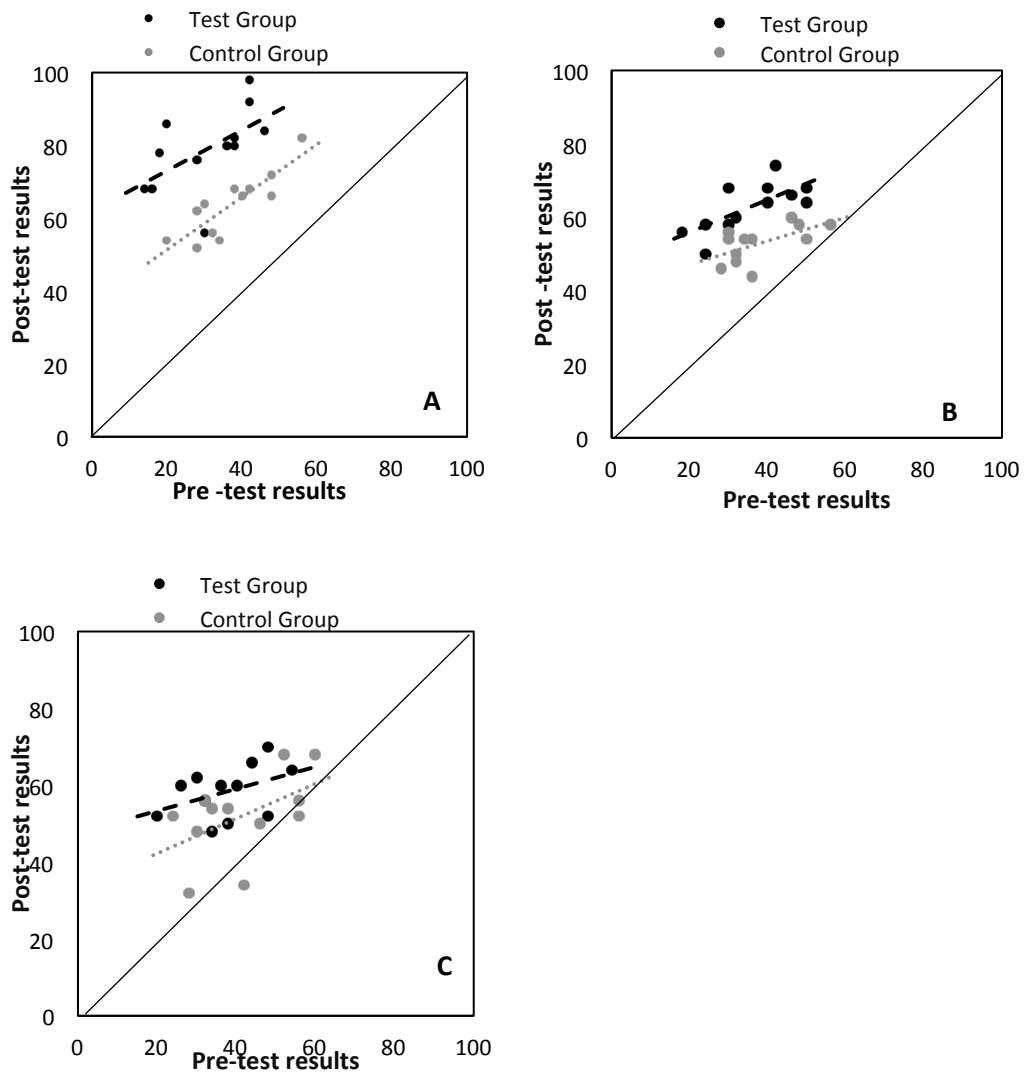 Test Group
Control Group
100
80
60
40
20
0
Post-test results
A
0 20 40 60 80 100
Pre -test results
Test Group
Control Group
100
80
60
40
20
0
Post -test results
B
0 20 40 60 80 100
Pre-test results
Test Group
Control Group
100
80
60
40
20
0
Post-test results
C
0 20 40 60 80 100
Pre-test results